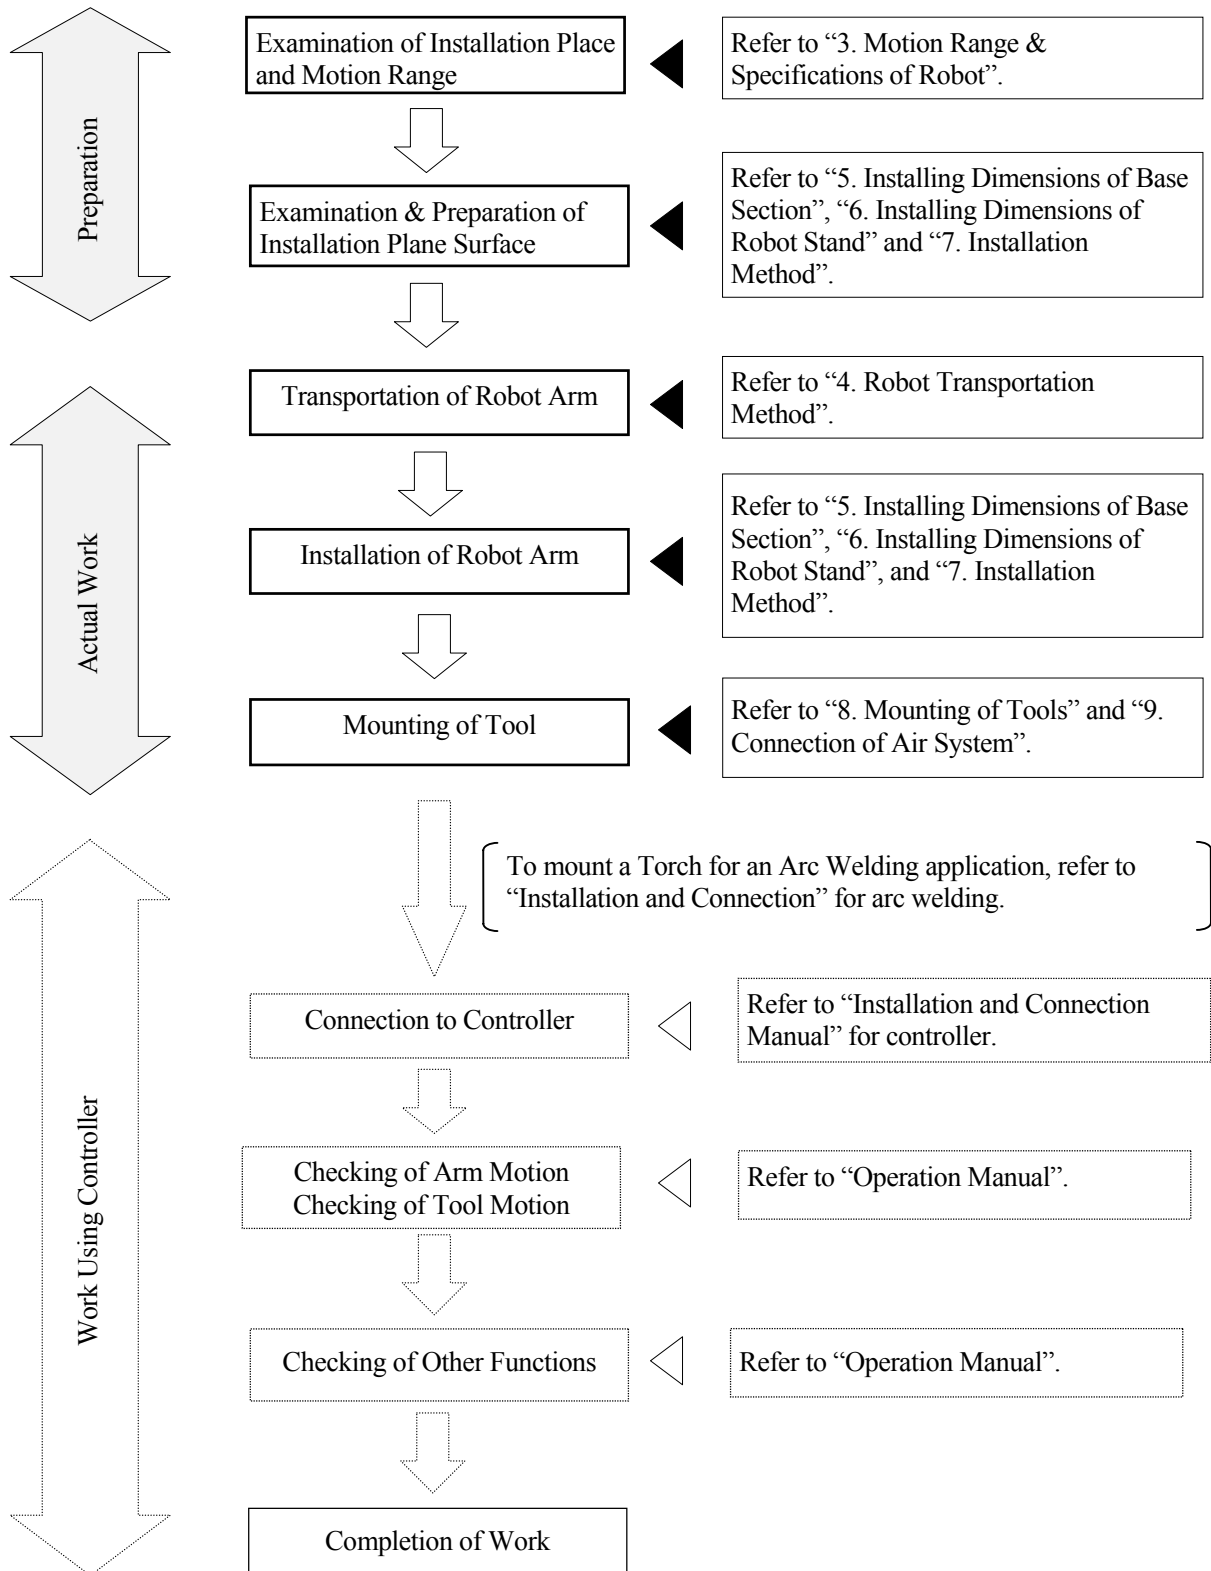 Preparation
Examination of Installation Place
and Motion Range
Refer to “3. Motion Range &
Specifications of Robot”.
Examination & Preparation of
Installation Plane Surface
Refer to “5. Installing Dimensions of Base
Section”, “6. Installing Dimensions of
Robot Stand” and “7. Installation
Method”.
Actual Work
Transportation of Robot Arm
Refer to “4. Robot Transportation
Method”.
Installation of Robot Arm
Refer to “5. Installing Dimensions of Base
Section”, “6. Installing Dimensions of
Robot Stand”, and “7. Installation
Method”.
Mounting of Tool
Refer to “8. Mounting of Tools” and “9.
Connection of Air System”.
To mount a Torch for an Arc Welding application, refer to
“Installation and Connection” for arc welding.
Work Using Controller
Connection to Controller
Refer to “Installation and Connection
Manual” for controller.
Checking of Arm Motion
Checking of Tool Motion
Refer to “Operation Manual”.
Checking of Other Functions
Refer to “Operation Manual”.
Completion of Work